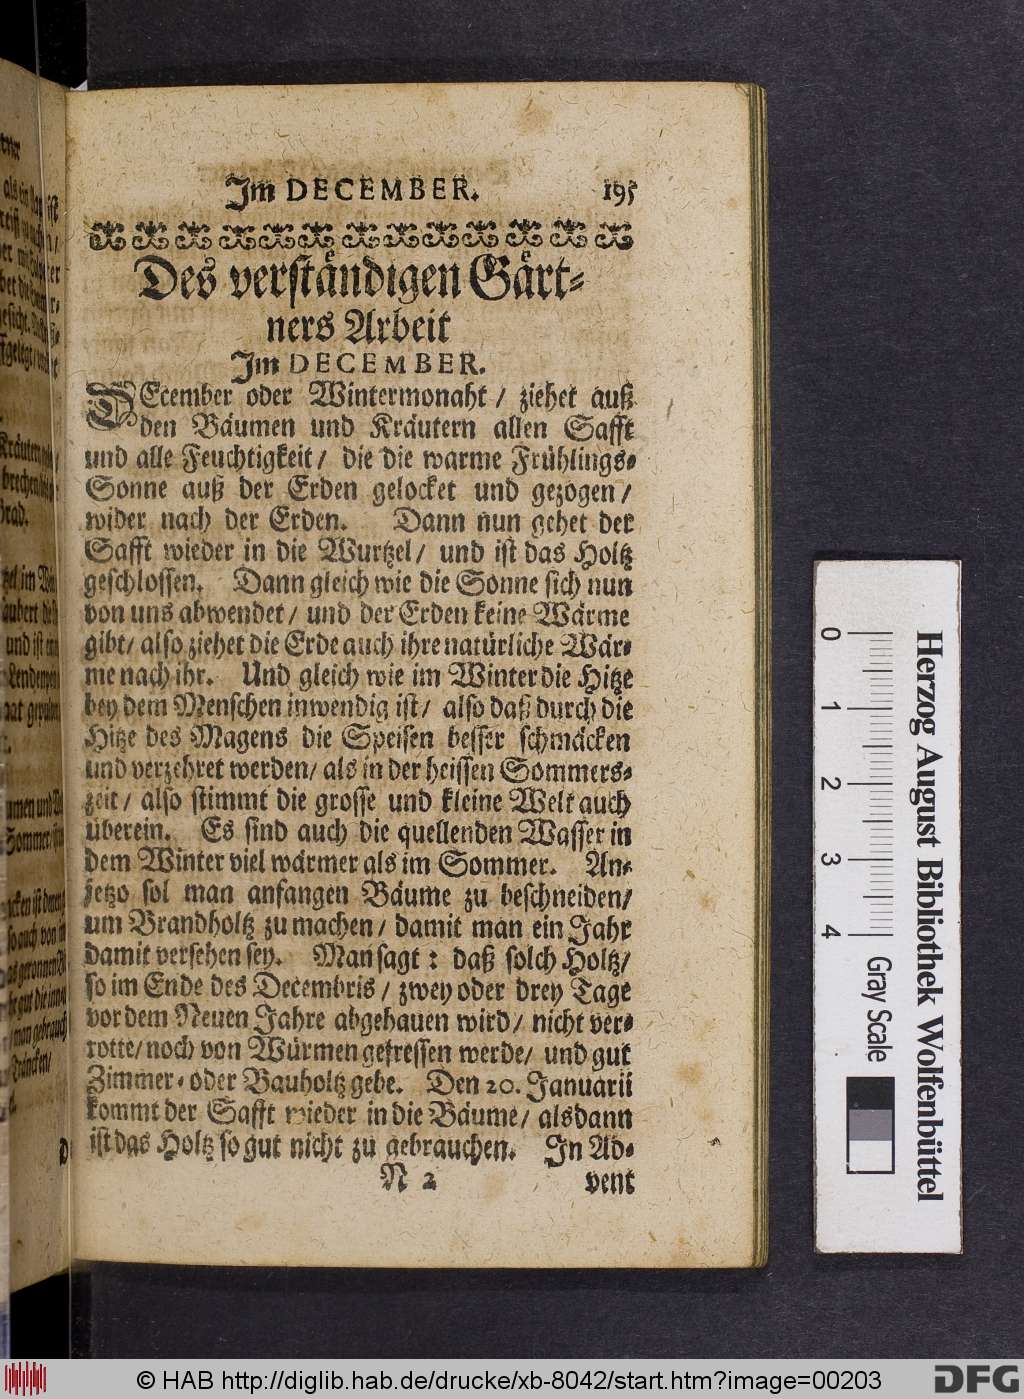 Im DECEMBER. 195
Des verständigen Gärt-
ners Arbeit
Im DECEMBER.
DEcember oder Wintermonaht / ziehet auß
den Bäumen und Kräutern allen Safft
und alle Feuchtigkeit / die die warme Frühlings-
Sonne auß der Erden gelocket und gezogen /
wider nach der Erden. Dann nun gehet der
Safft wieder in die Wurtzel / und ist das Holtz
geschlossen. Dann gleich wie die Sonne sich nun
von uns abwendet / und der Erden keine Wärme
gibt / also ziehet die Erde auch ihre natürliche Wär-
me nach ihr. Und gleich wie im Winter die Hitze
bey dem Menschen inwendig ist / also daß durch die
Hitze des Magens die Speisen besser schmäcken
und verzehret werden / als in der heissen Sommers-
zeit / also stimmt die grosse und kleine Welt auch
überein. Es sind auch die quellenden Wasser in
dem Winter viel wärmer als im Sommer. An-
jetzo sol man anfangen Bäume zu beschneiden /
um Brandholtz zu machen / damit man ein Jahr
damit versehen sey. Man sagt : daß solch Holtz /
so im Ende des Decembris / zwey oder drey Tage
vor dem Neuen Jahre abgehauen wird / nicht ver-
rotte / noch von Würmen gefressen werde / und gut
Zimmer- oder Bauholtz gebe. Den 20. Januarii
kommt der Safft wieder in die Bäume / alsdann
ist das Holtz so gut nicht zu gebrauchen. In Ad-
N 2 vent
0 1 2 3 4 Gray Scale
Herzog August Bibliothek Wolfenbüttel
© HAB http://diglib.hab.de/drucke/xb-8042/start.htm?image=00203
DFG